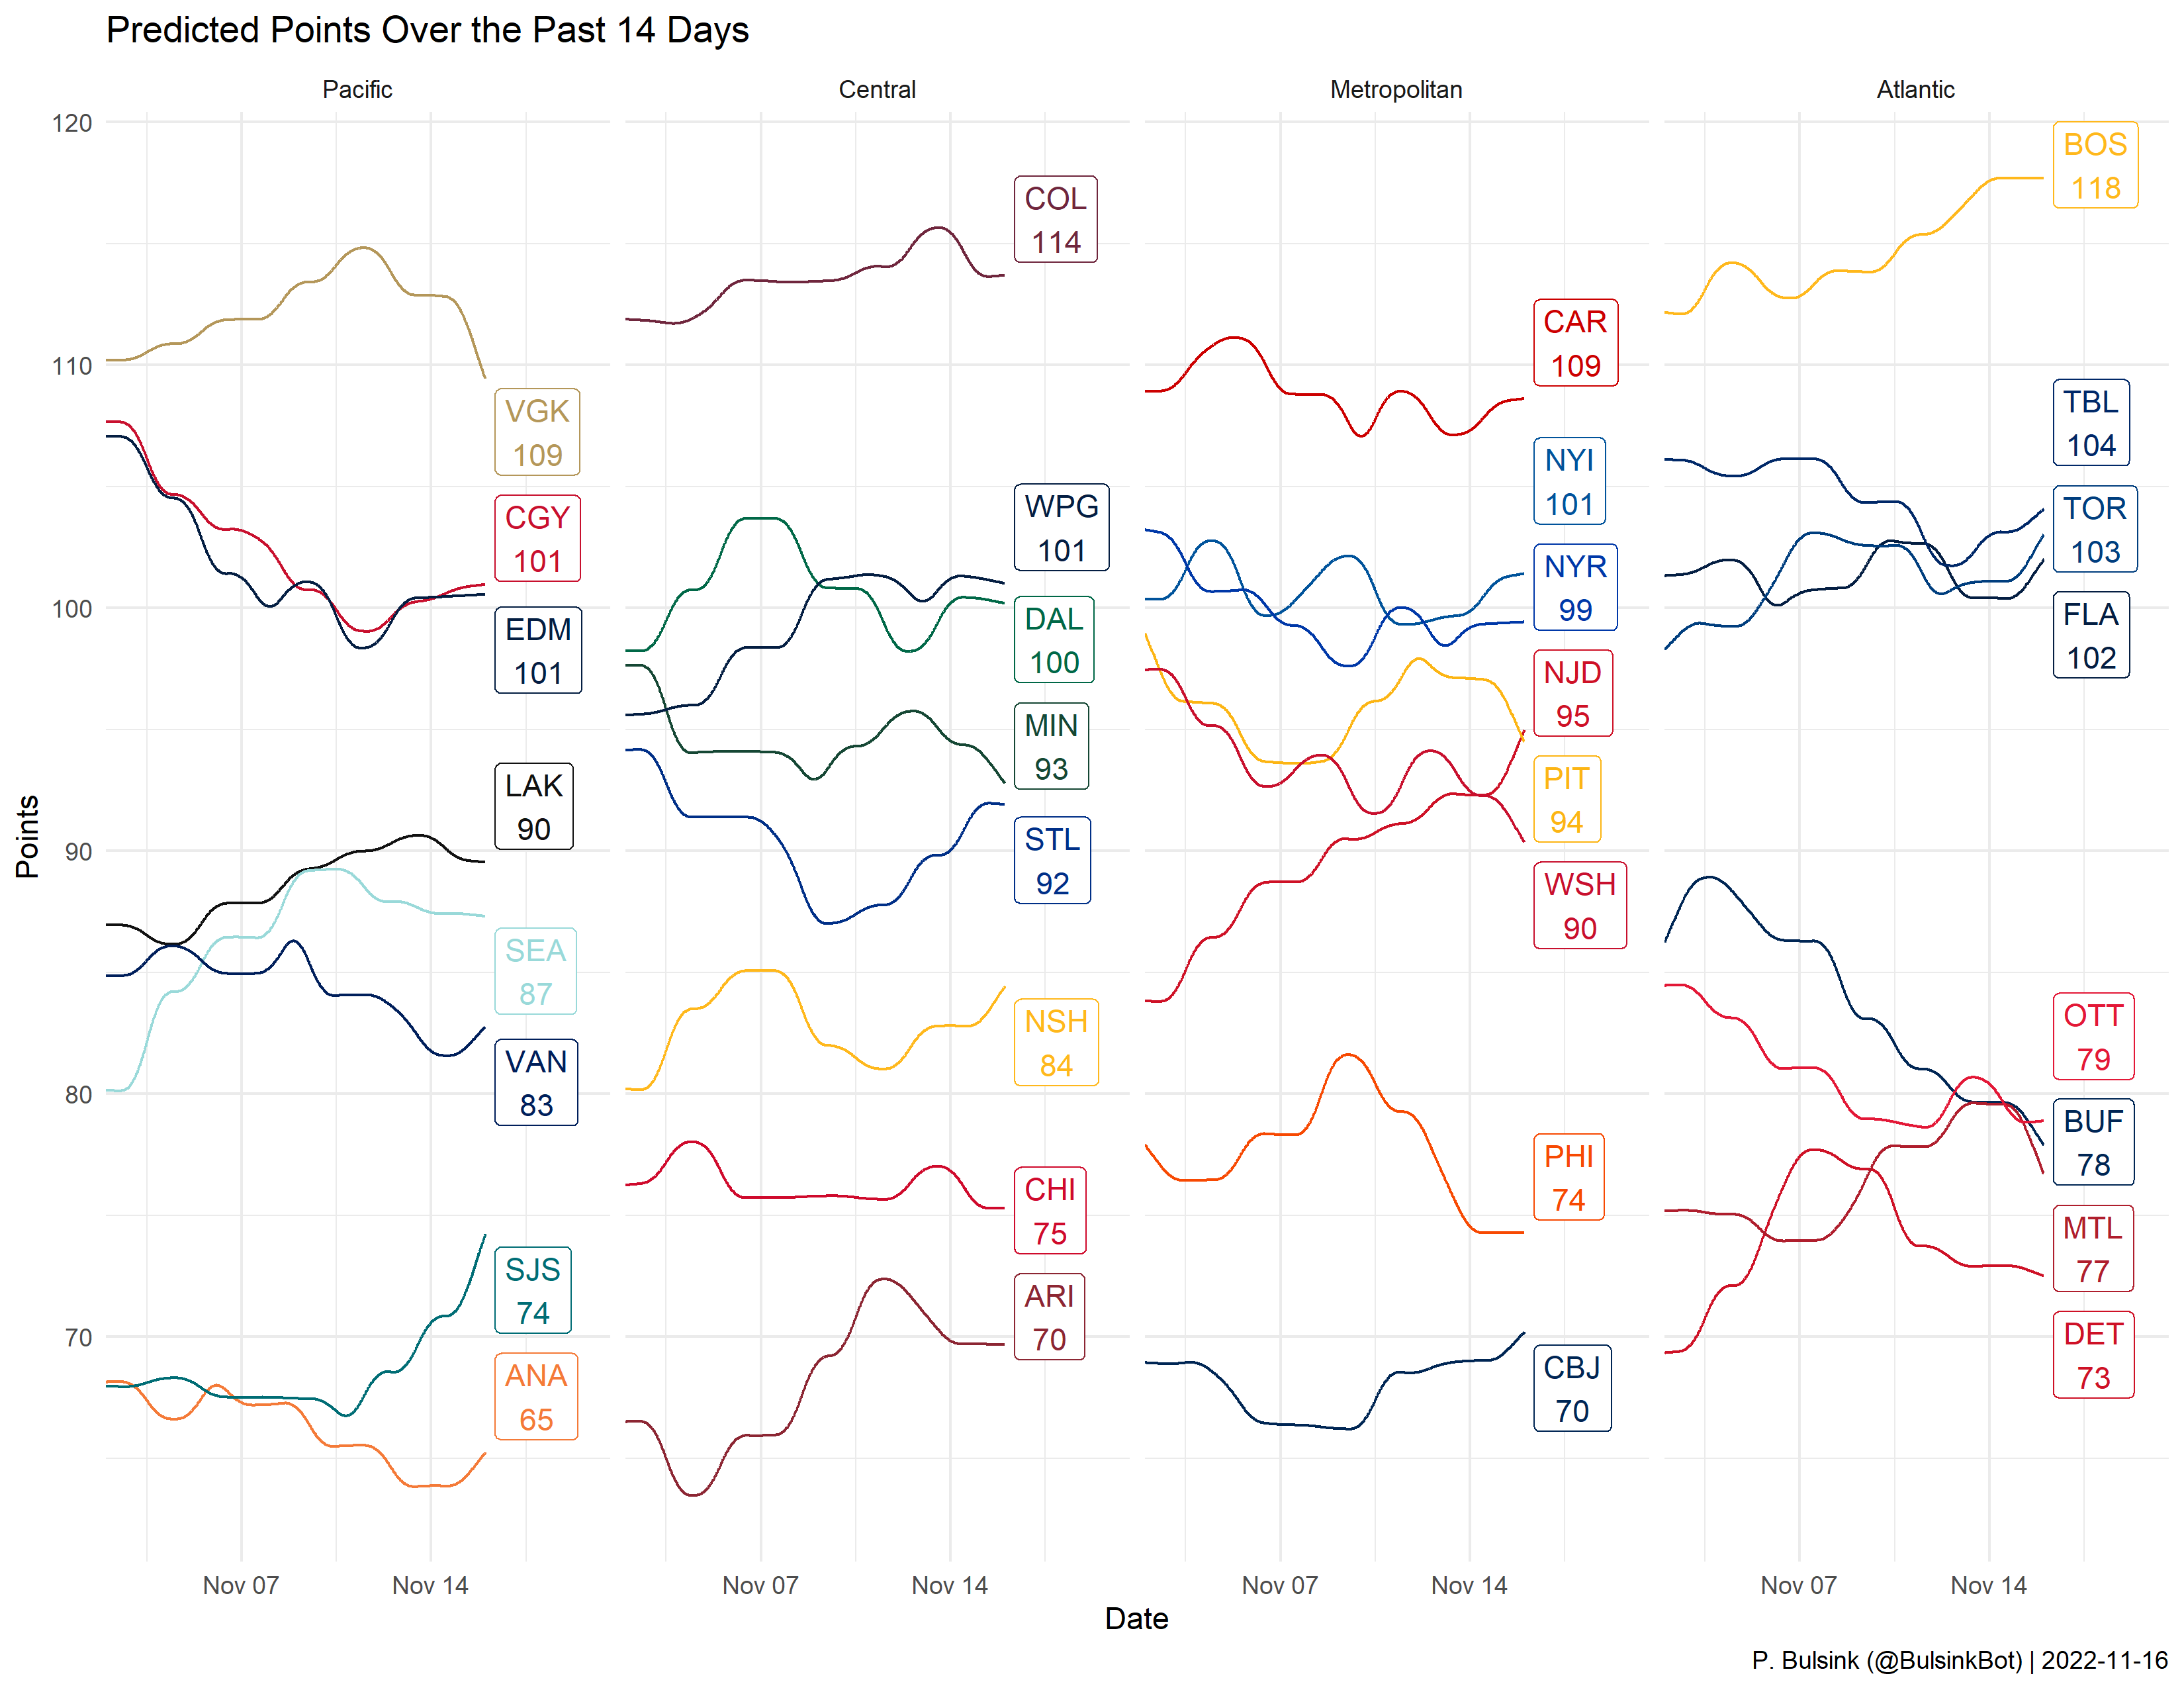 Predicted Points Over the Past 14 Days
Pacific
Central
Metropolitan
Atlantic
Points
120
110
100
90
80
70
VGK
109
CGY
101
EDM
101
LAK
90
SEA
87
VAN
83
SJS
74
ANA
65
COL
114
WPG
101
DAL
100
MIN
93
STL
92
NSH
84
CHI
75
ARI
70
CAR
109
NYI
101
NYR
99
NJD
95
PIT
94
WSH
90
PHI
74
CBJ
70
BOS
118
TBL
104
TOR
103
FLA
102
OTT
79
BUF
78
MTL
77
DET
73
Nov 07
Nov 14
Nov 07
Nov 14
Nov 07
Nov 14
Nov 07
Nov 14
Date
P. Bulsink (@BulsinkBot) | 2022-11-16